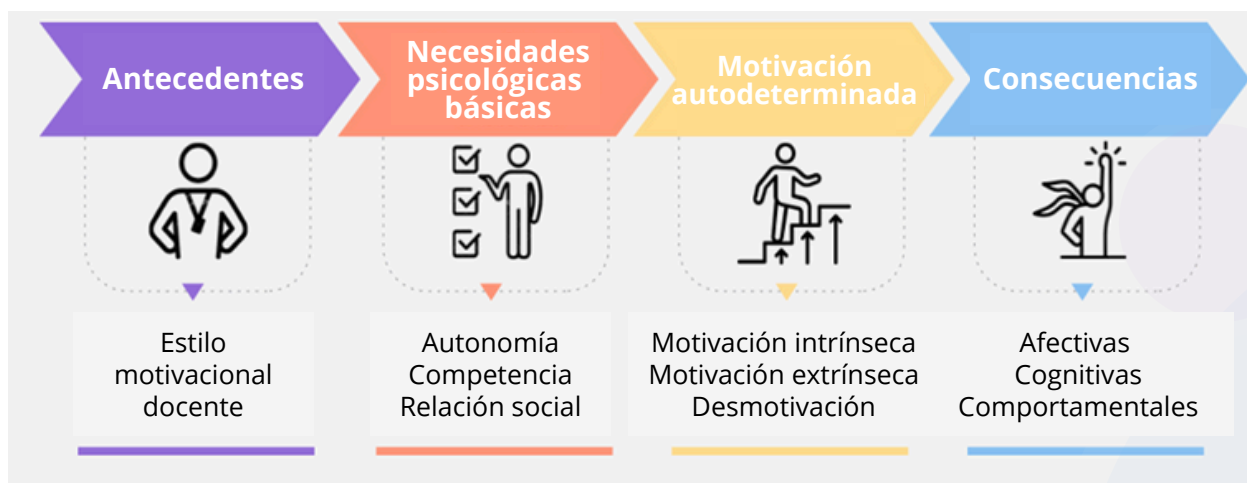 Antecedentes
Necesidades
psicológicas
básicas
Motivación
autodeterminada
Consecuencias
Estilo
motivacional
docente
Autonomía
Competencia
Relación social
Motivación intrínseca
Motivación extrínseca
Desmotivación
Afectivas
Cognitivas
Comportamentales